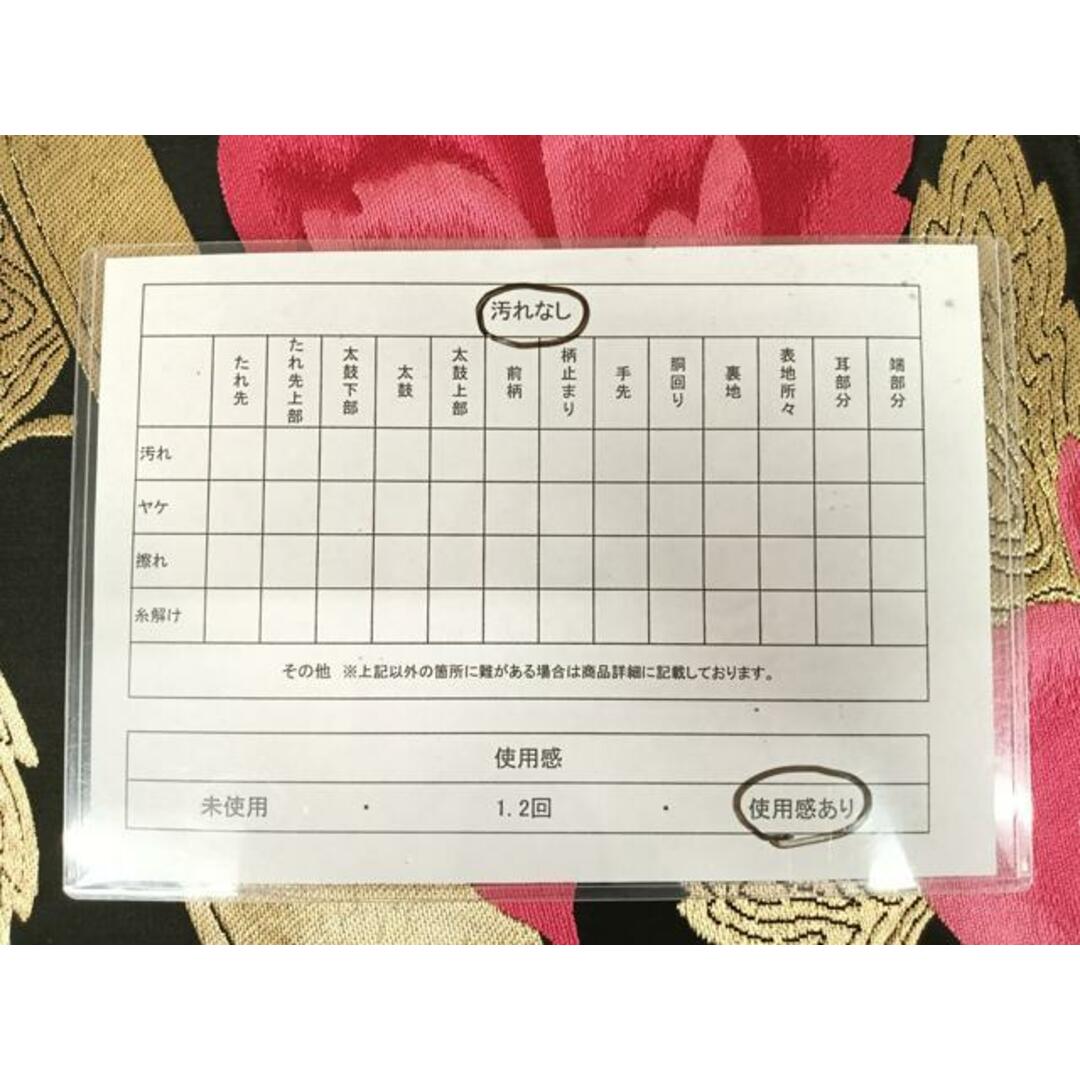 汚れなし
たれ先
たれ先上部
太鼓下部
太鼓
太鼓上部
前柄
柄止まり
手先
胴回り
裏地
表地所々
耳部分
端部分
汚れ
ヤケ
擦れ
糸解け
その他 ※上記以外の箇所に難がある場合は商品詳細に記載しております。
使用感
未使用 ・ 1.2回 ・ 使用感あり